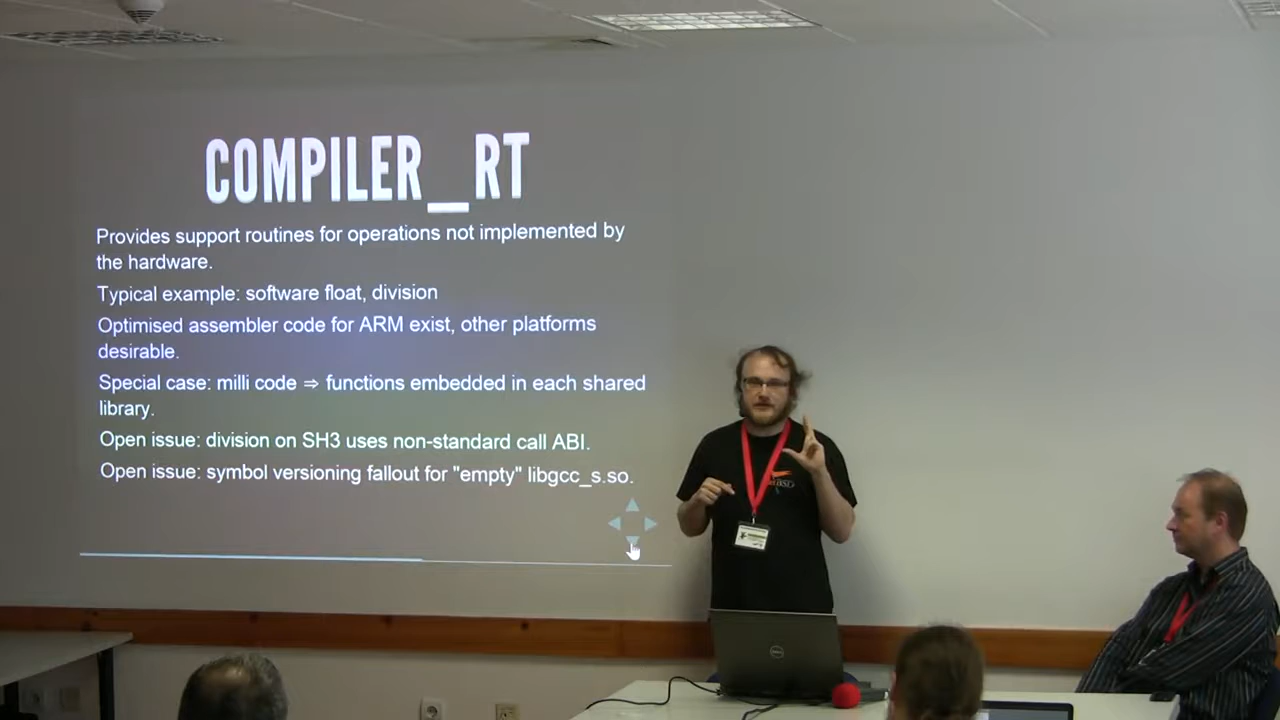 COMPILER_RT
Provides support routines for operations not implemented by
the hardware.
Typical example: software float, division
Optimised assembler code for ARM exist, other platforms
desirable.
Special case: milli code ⇒ functions embedded in each shared
library.
Open issue: division on SH3 uses non-standard call ABI.
Open issue: symbol versioning fallout for "empty" libgcc_s.so.
DELL